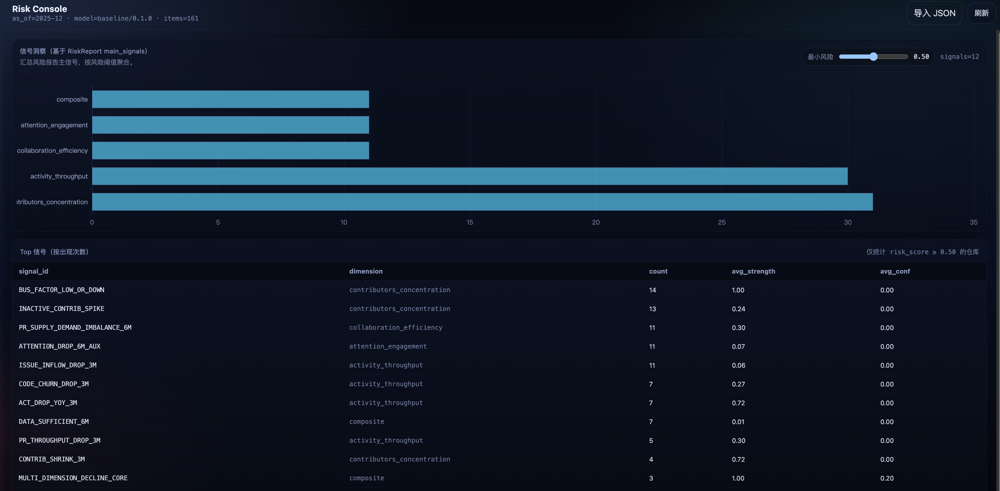 Risk Console
as_of=2025-12 · model=baseline/0.1.0 · items=161
导入 JSON
刷新
信号洞察（基于 RiskReport main_signals）
汇总风险报告主信号，按风险阈值聚合。
最小风险 0.50 signals=12
composite
attention_engagement
collaboration_efficiency
activity_throughput
ntributors_concentration
0 5 10 15 20 25 30 35
Top 信号（按出现次数）
仅统计 risk_score ≥ 0.50 的仓库
signal_id dimension count avg_strength avg_conf
BUS_FACTOR_LOW_OR_DOWN contributors_concentration 14 1.00 0.00
INACTIVE_CONTRIB_SPIKE contributors_concentration 13 0.24 0.00
PR_SUPPLY_DEMAND_IMBALANCE_6M collaboration_efficiency 11 0.30 0.00
ATTENTION_DROP_6M_AUX attention_engagement 11 0.07 0.00
ISSUE_INFLOW_DROP_3M activity_throughput 11 0.06 0.00
CODE_CHURN_DROP_3M activity_throughput 7 0.27 0.00
ACT_DROP_YOY_3M activity_throughput 7 0.72 0.00
DATA_SUFFICIENT_6M composite 7 0.01 0.00
PR_THROUGHPUT_DROP_3M activity_throughput 5 0.30 0.00
CONTRIB_SHRINK_3M contributors_concentration 4 0.72 0.00
MULTI_DIMENSION_DECLINE_CORE composite 3 1.00 0.20